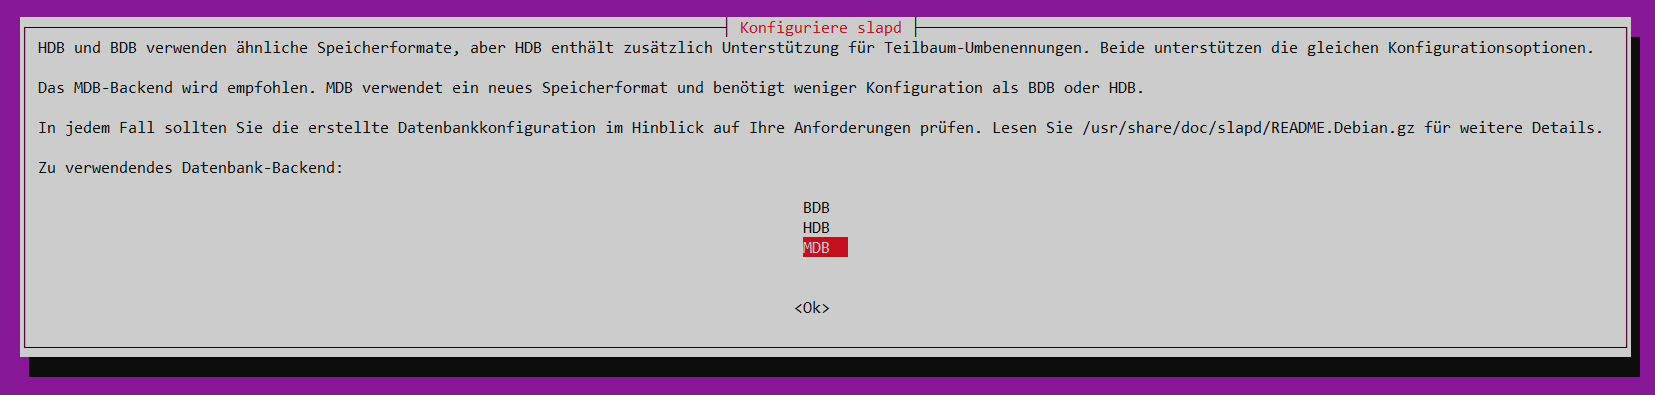 Konfiguriere slapd
HDB und BDB verwenden ähnliche Speicherformate, aber HDB enthält zusätzlich Unterstützung für Teilbaum-Umbenennungen. Beide unterstützen die gleichen Konfigurationsoptionen.
Das MDB-Backend wird empfohlen. MDB verwendet ein neues Speicherformat und benötigt weniger Konfiguration als BDB oder HDB.
In jedem Fall sollten Sie die erstellte Datenbankkonfiguration im Hinblick auf Ihre Anforderungen prüfen. Lesen Sie /usr/share/doc/slapd/README.Debian.gz für weitere Details.
Zu verwendendes Datenbank-Backend:
BDB
HDB
MDB
<Ok>